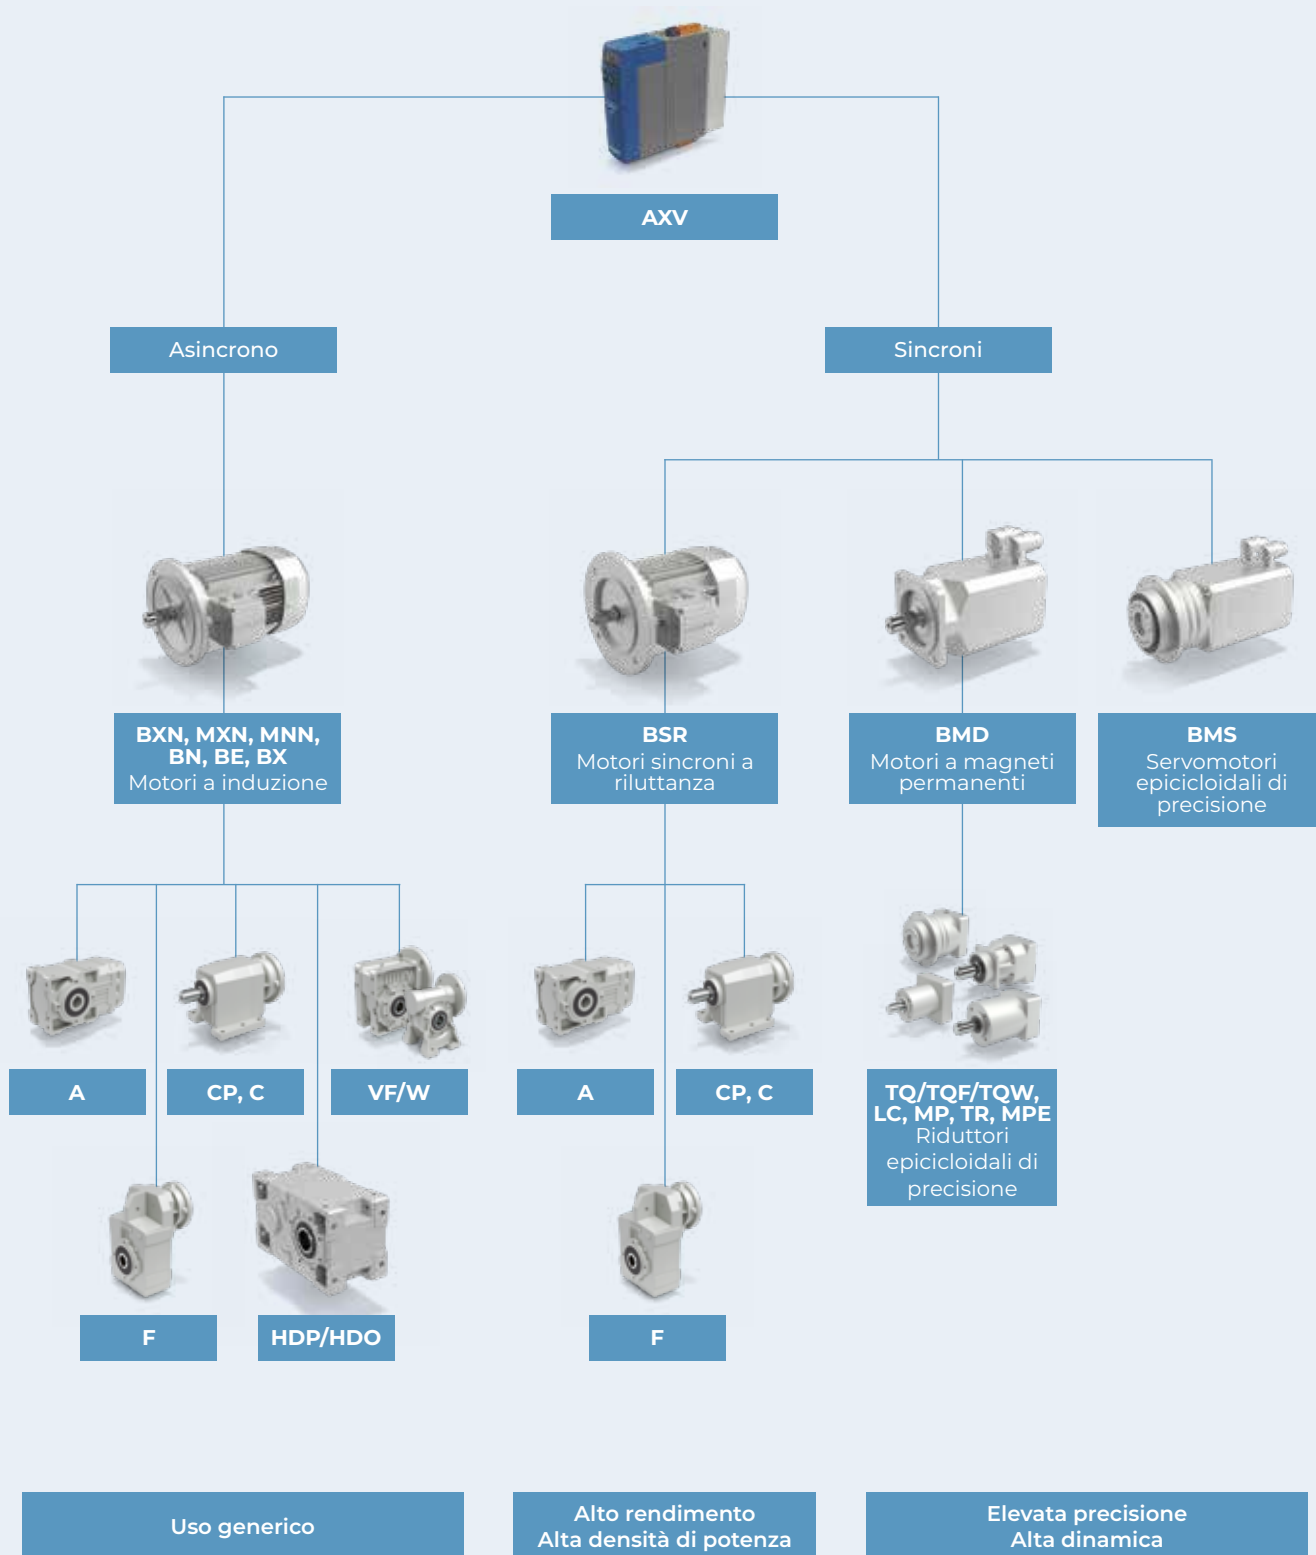 AXV
Asincrono
Sincroni
BXN, MXN, MNN,
BN, BE, BX
Motori a induzione
BSR
Motori sincroni a
riluttanza
BMD
Motori a magneti
permanenti
BMS
Servomotori
epicicloidali di
precisione
A
CP, C
VF/W
A
CP, C
TQ/TQF/TQW,
LC, MP, TR, MPE
Riduttori
epicicloidali di
precisione
F
HDP/HDO
F
Uso generico
Alto rendimento
Alta densità di potenza
Elevata precisione
Alta dinamica